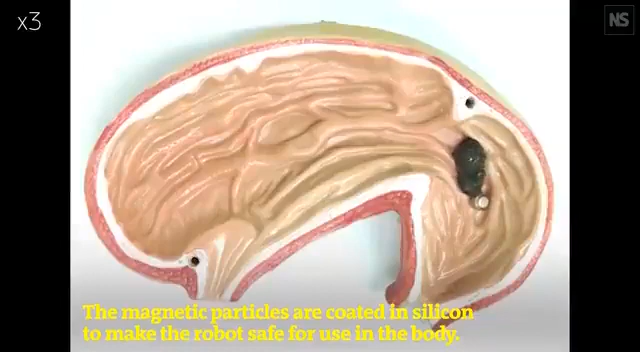 x3
NS
The magnetic particles are coated in silicon
to make the robot safe for use in the body.